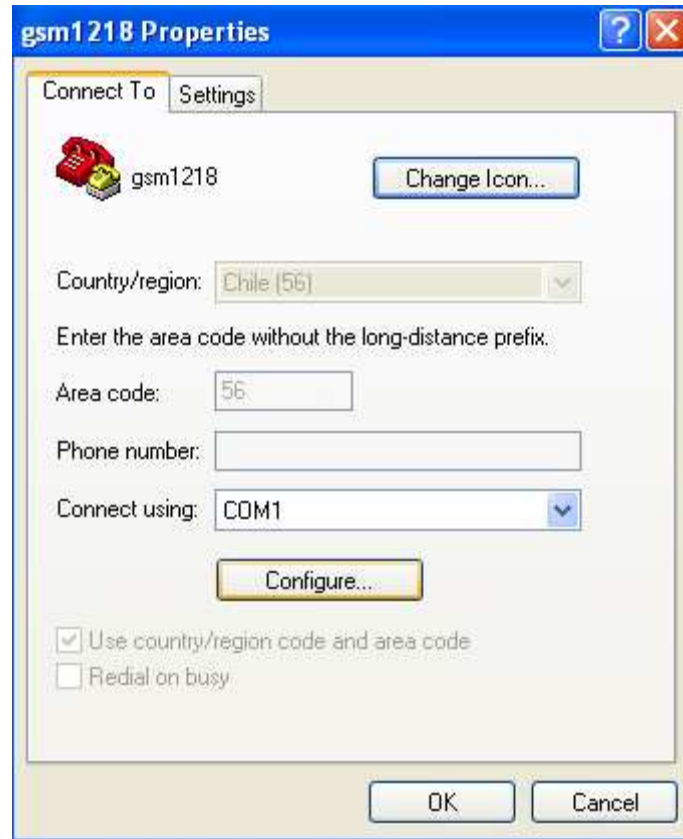 gsm1218 Properties
Connect To Settings
gsm1218 Change Icon...
Country/region: Chile (56)
Enter the area code without the long-distance prefix.
Area code: 56
Phone number:
Connect using: COM1
Configure...
Use country/region code and area code
Redial on busy
OK Cancel